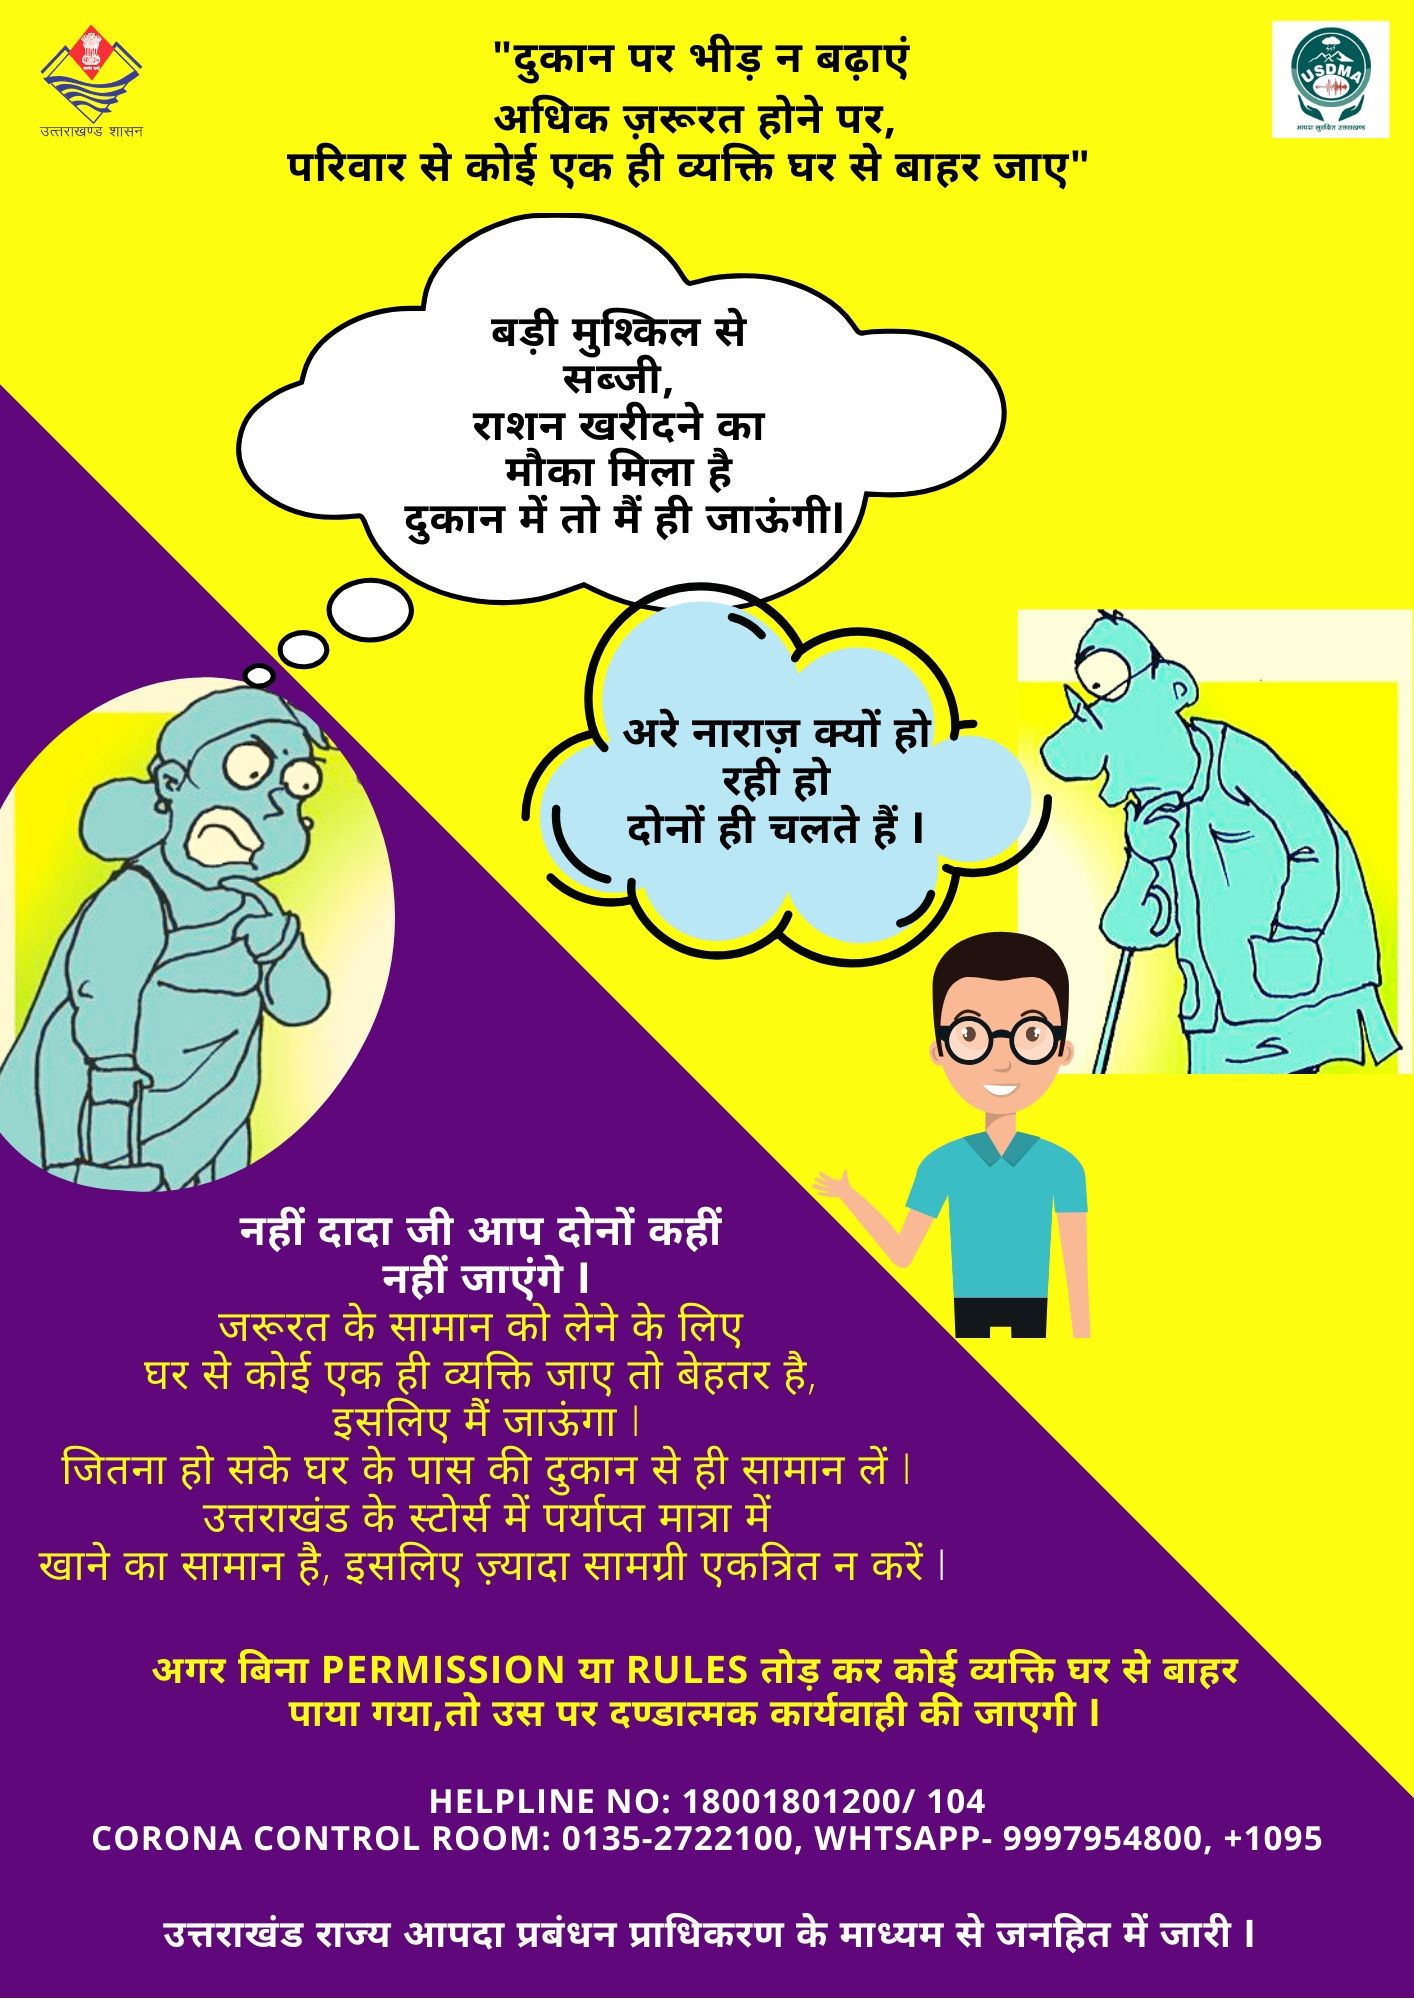 उत्तराखण्ड शासन
USDMA
आपदा सुरक्षित उत्तराखण्ड
"दुकान पर भीड़ न बढ़ाएं
अधिक ज़रूरत होने पर,
परिवार से कोई एक ही व्यक्ति घर से बाहर जाए"
बड़ी मुश्किल से
सब्जी,
राशन खरीदने का
मौका मिला है
दुकान में तो मैं ही जाऊंगी।
अरे नाराज़ क्यों हो
रही हो
दोनों ही चलते हैं ।
नहीं दादा जी आप दोनों कहीं
नहीं जाएंगे ।
जरूरत के सामान को लेने के लिए
घर से कोई एक ही व्यक्ति जाए तो बेहतर है,
इसलिए मैं जाऊंगा ।
जितना हो सके घर के पास की दुकान से ही सामान लें ।
उत्तराखंड के स्टोर्स में पर्याप्त मात्रा में
खाने का सामान है, इसलिए ज़्यादा सामग्री एकत्रित न करें ।
अगर बिना PERMISSION या RULES तोड़ कर कोई व्यक्ति घर से बाहर
पाया गया,तो उस पर दण्डात्मक कार्यवाही की जाएगी ।
HELPLINE NO: 18001801200/ 104
CORONA CONTROL ROOM: 0135-2722100, WHTSAPP- 9997954800, +1095
उत्तराखंड राज्य आपदा प्रबंधन प्राधिकरण के माध्यम से जनहित में जारी ।